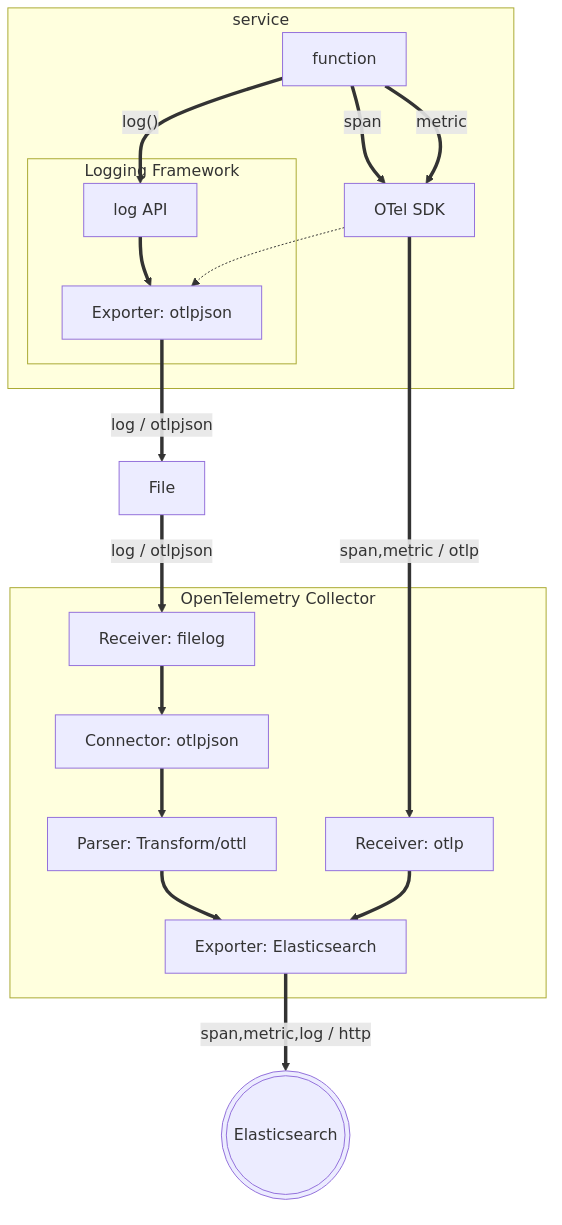 service
function
log()
span
metric
Logging Framework
log API
OTel SDK
Exporter: otlpjson
log / otlpjson
File
log / otlpjson
span,metric / otlp
OpenTelemetry Collector
Receiver: filelog
Connector: otlpjson
Parser: Transform/ottl
Receiver: otlp
Exporter: Elasticsearch
span,metric,log / http
Elasticsearch